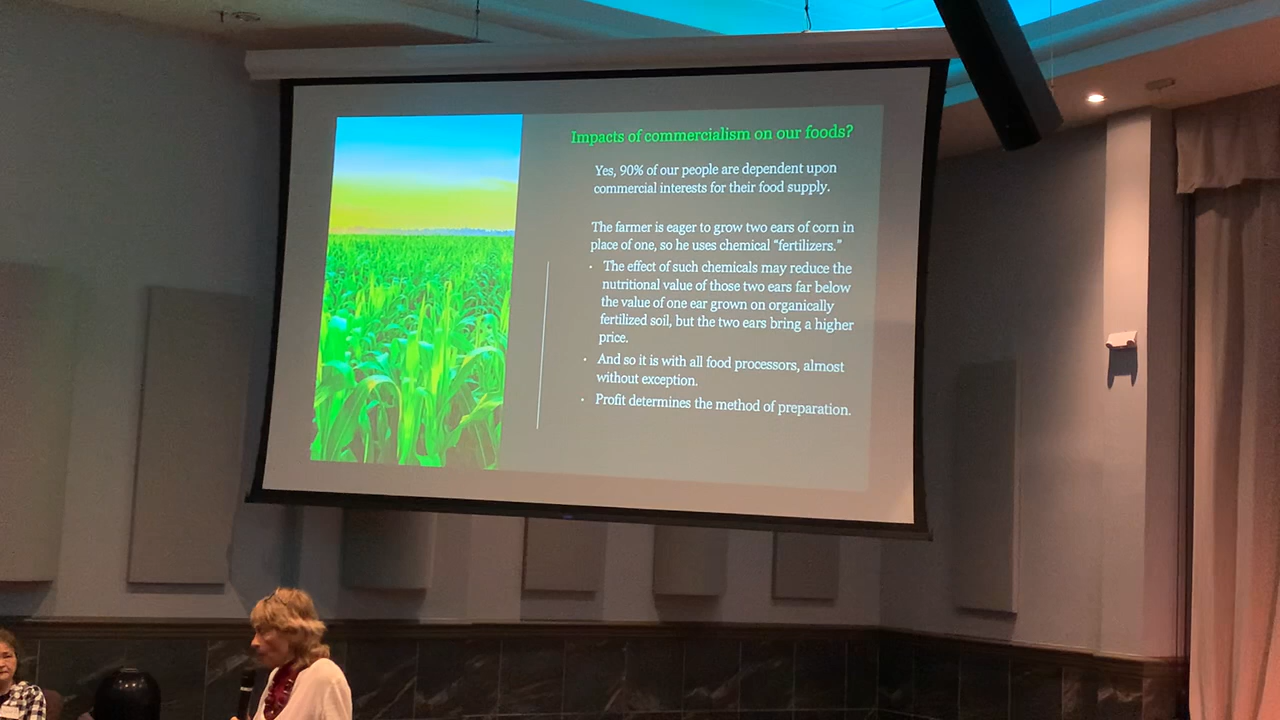 Impacts of commercialism on our foods?
Yes, 90% of our people are dependent upon
commercial interests for their food supply.
The farmer is eager to grow two ears of corn in
place of one, so he uses chemical “fertilizers.”
· The effect of such chemicals may reduce the
nutritional value of those two ears far below
the value of one ear grown on organically
fertilized soil, but the two ears bring a higher
price.
· And so it is with all food processors, almost
without exception.
· Profit determines the method of preparation.